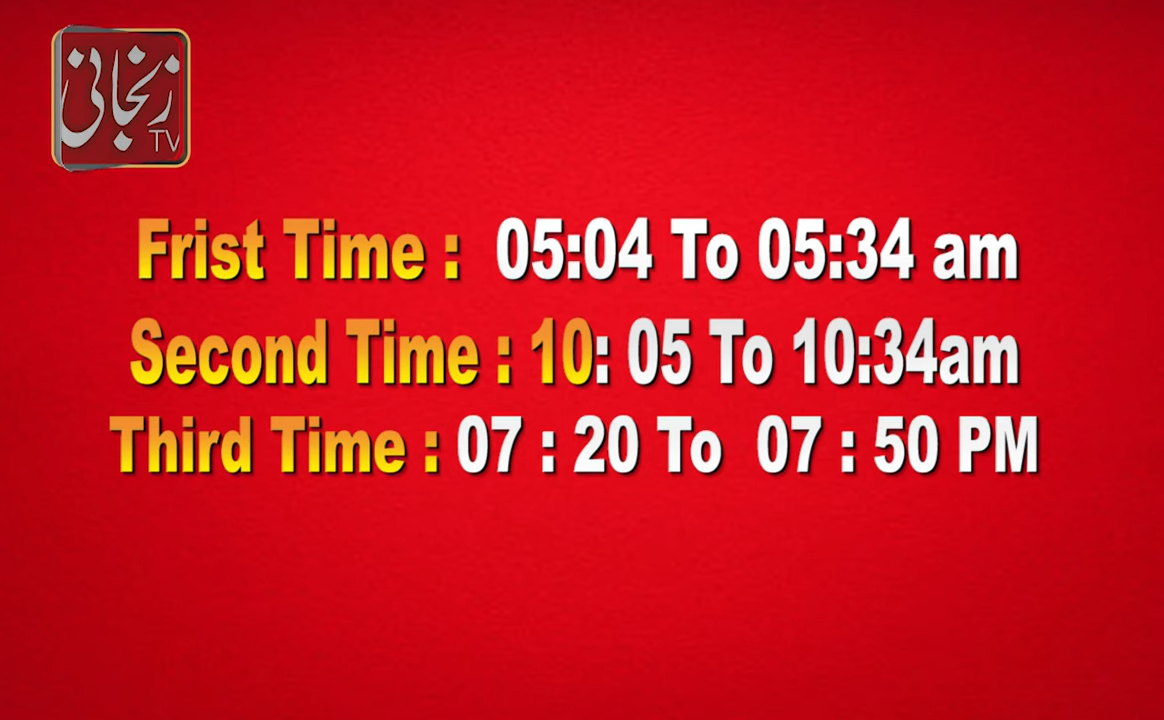 زنجانی
TV
Frist Time : 05:04 To 05:34 am
Second Time : 10: 05 To 10:34am
Third Time : 07 : 20 To 07 : 50 PM